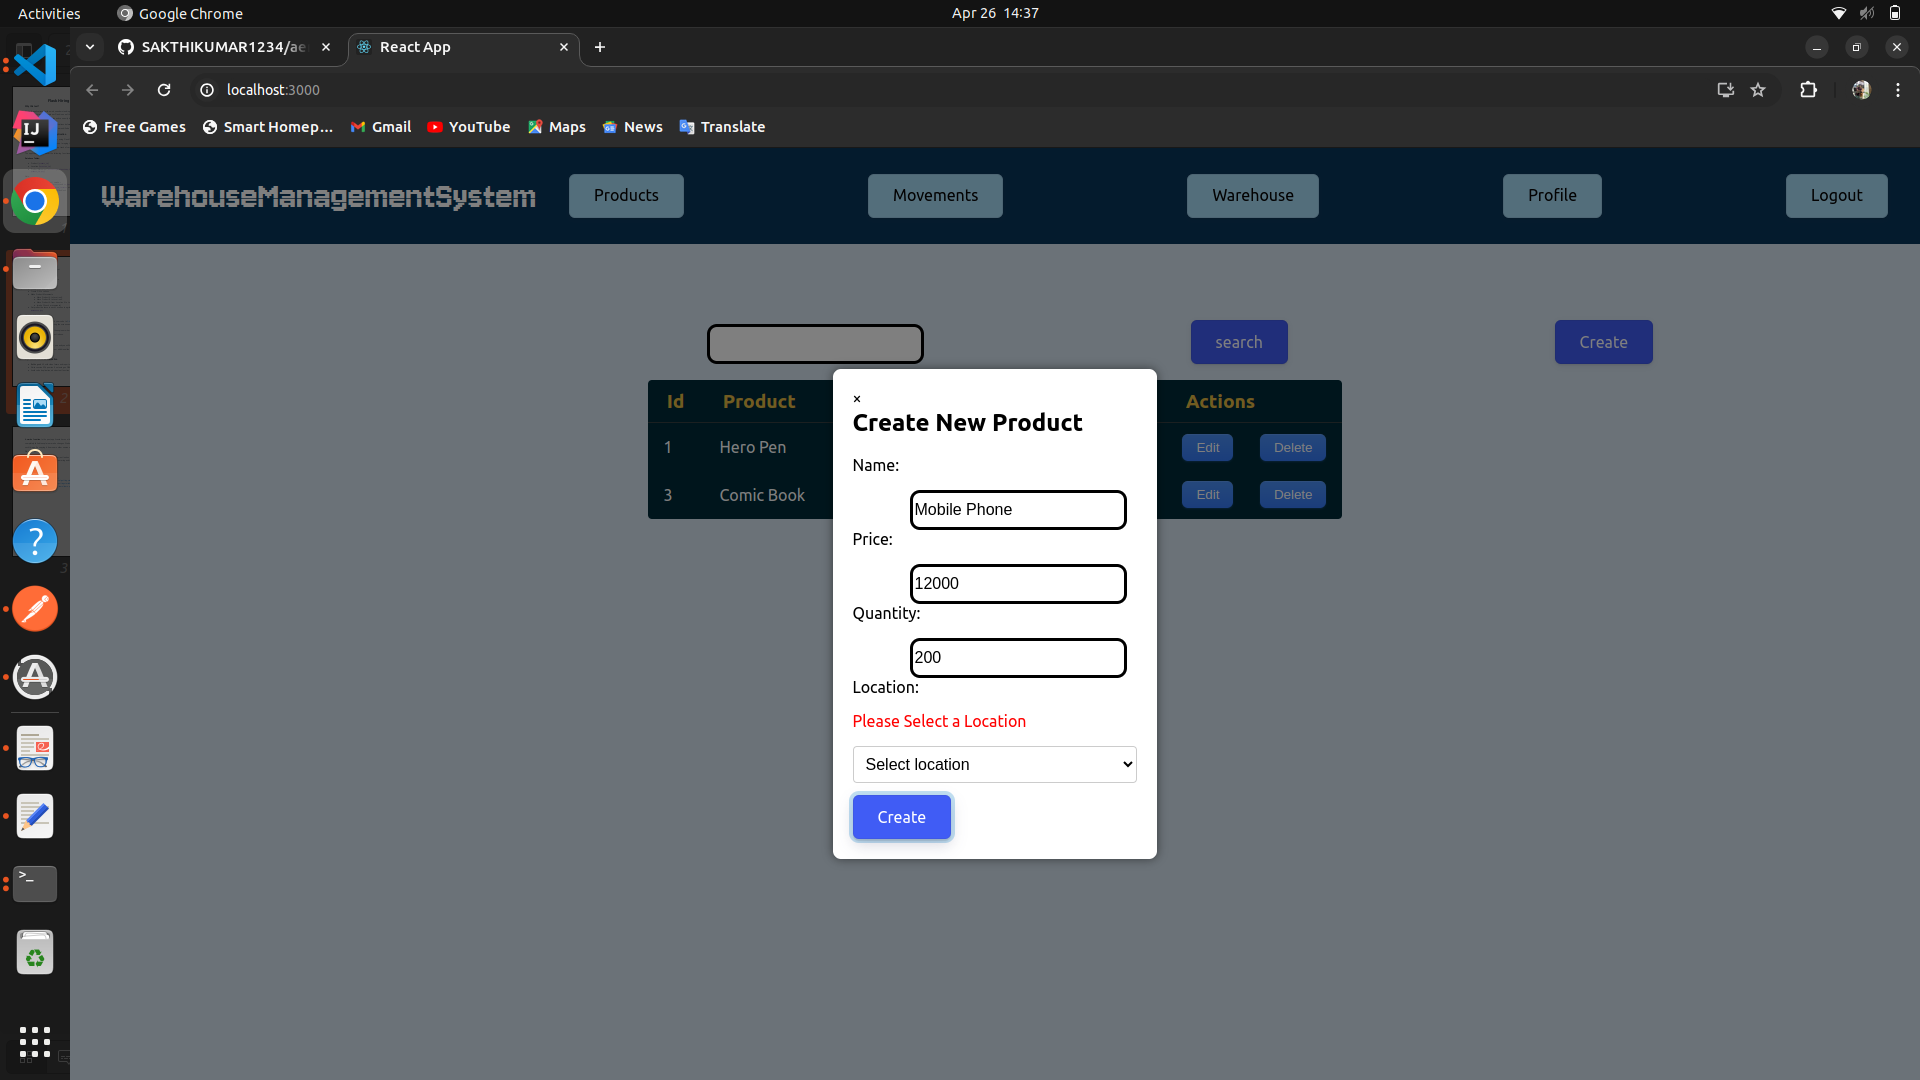 Activities
Google Chrome
Apr 26 14:37
SAKTHIKUMAR1234/ae
React App
localhost:3000
Free Games
Smart Homep...
Gmail
YouTube
Maps
News
Translate
WarehouseManagementSystem
Products
Movements
Warehouse
Profile
Logout
search
Create
Id
Product
Actions
1
Hero Pen
Edit
Delete
3
Comic Book
Edit
Delete
×
Create New Product
Name:
Mobile Phone
Price:
12000
Quantity:
200
Location:
Please Select a Location
Select location
Create